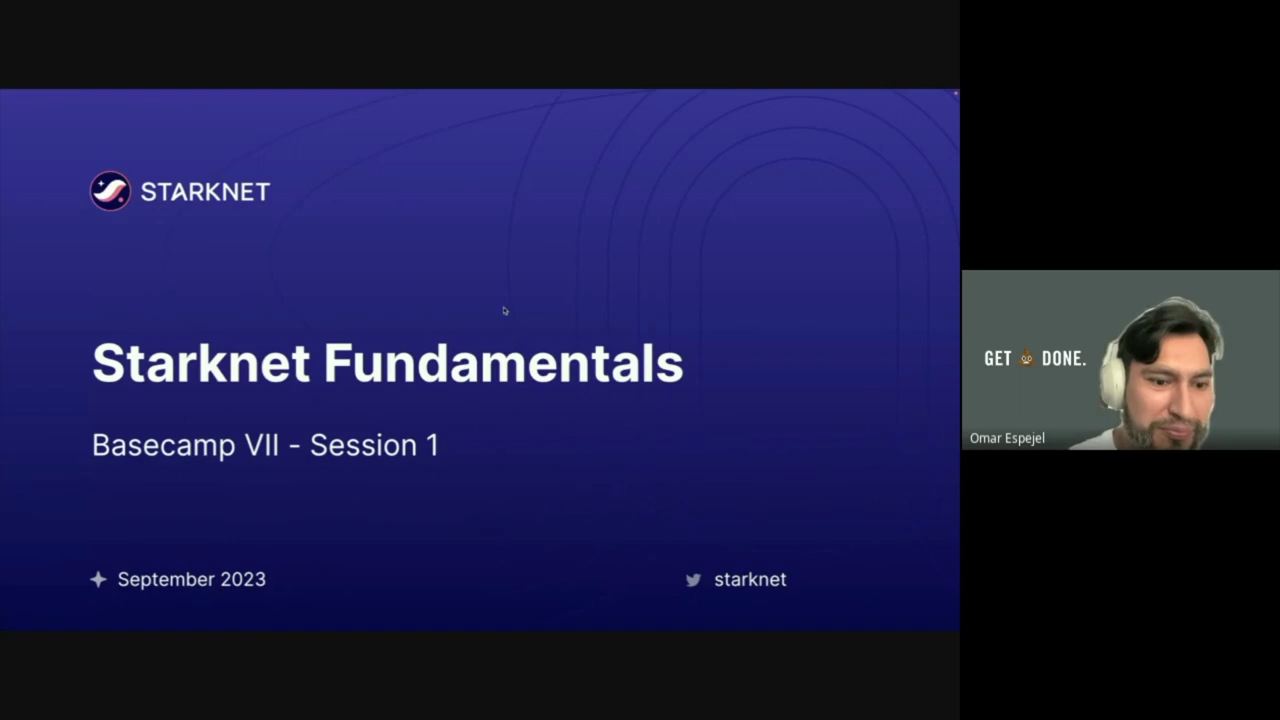 STARKNET
Starknet Fundamentals
Basecamp VII - Session 1
September 2023
starknet
GET 💩 DONE.
Omar Espejel